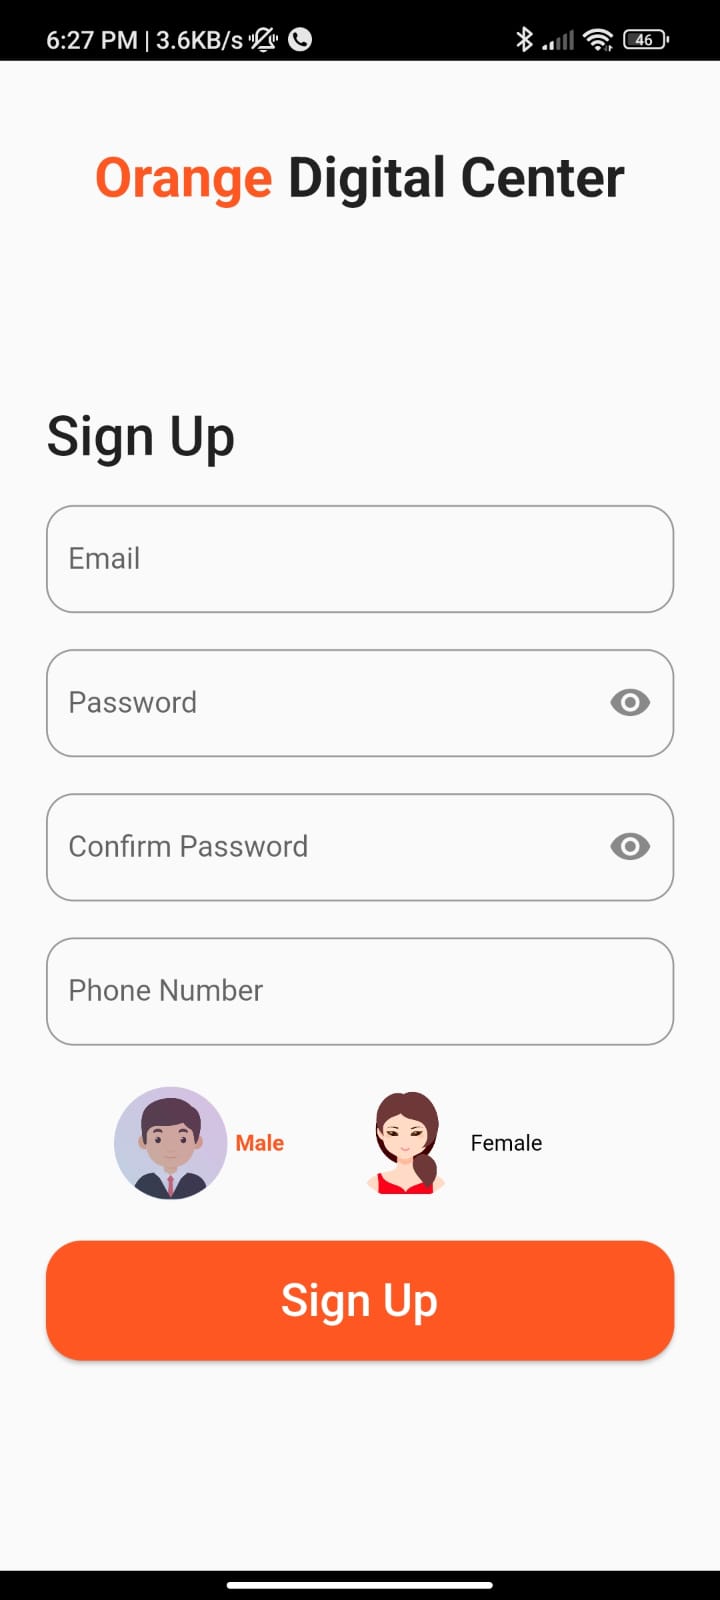 6:27 PM | 3.6KB/s 46
Orange Digital Center
Sign Up
Email
Password
Confirm Password
Phone Number
Male Female
Sign Up